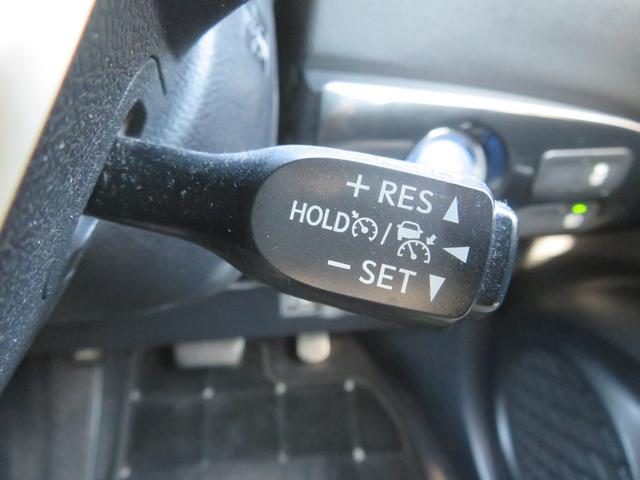 + RES
HOLD /
- SET